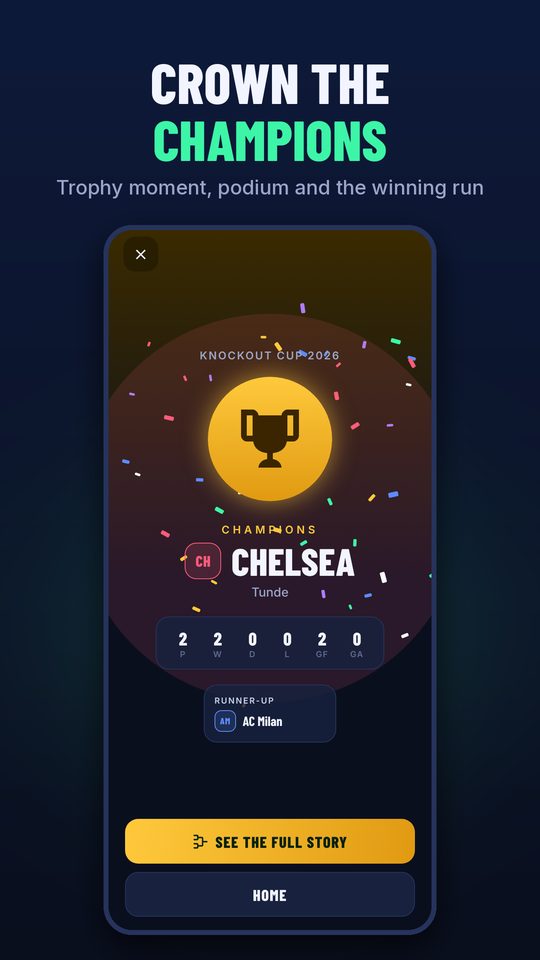 CROWN THE
CHAMPIONS
Trophy moment, podium and the winning run
KNOCKOUT CUP 2026
CHAMPIONS
CH CHELSEA
Tunde
2 2 0 0 2 0
P W D L GF GA
RUNNER-UP
AM AC Milan
SEE THE FULL STORY
HOME